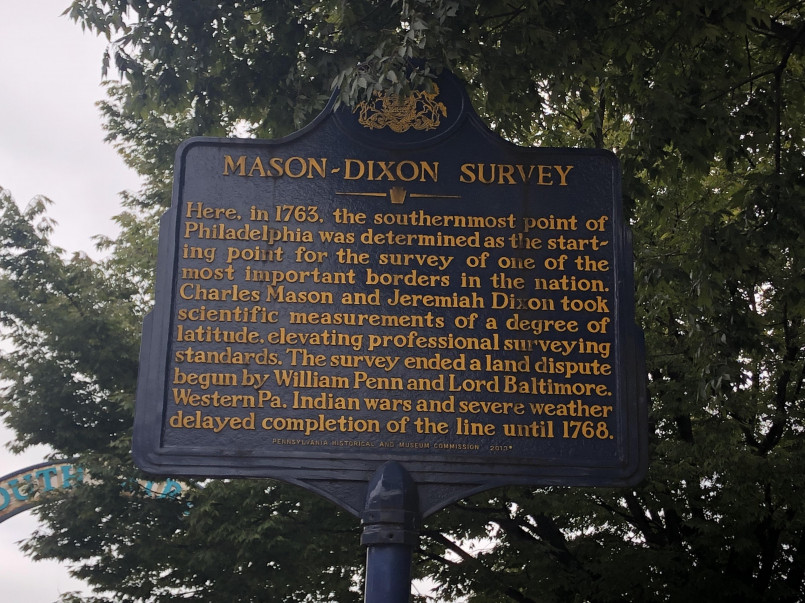 MASON-DIXON SURVEY
Here, in 1763, the southernmost point of
Philadelphia was determined as the start-
ing point for the survey of one of the
most important borders in the nation.
Charles Mason and Jeremiah Dixon took
scientific measurements of a degree of
latitude, elevating professional surveying
standards. The survey ended a land dispute
begun by William Penn and Lord Baltimore.
Western Pa. Indian wars and severe weather
delayed completion of the line until 1768.
PENNSYLVANIA HISTORICAL AND MUSEUM COMMISSION 2013
OUTH